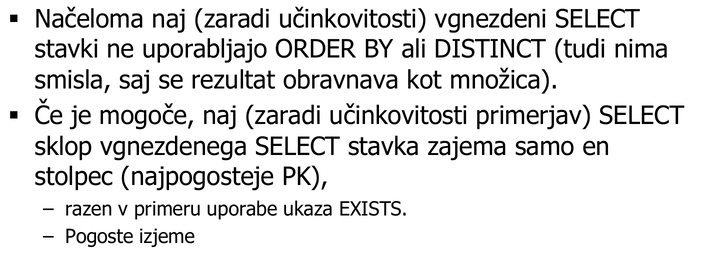 ▪ Načeloma naj (zaradi učinkovitosti) vgnezdeni SELECT
stavki ne uporabljajo ORDER BY ali DISTINCT (tudi nima
smisla, saj se rezultat obravnava kot množica).
▪ Če je mogoče, naj (zaradi učinkovitosti primerjav) SELECT
sklop vgnezdenega SELECT stavka zajema samo en
stolpec (najpogosteje PK),
– razen v primeru uporabe ukaza EXISTS.
– Pogoste izjeme